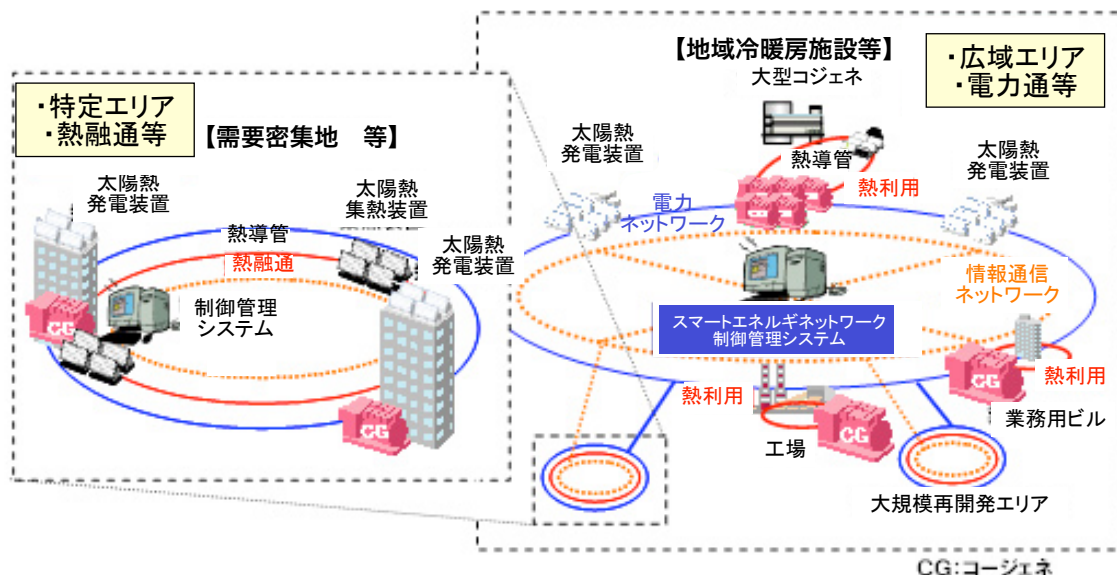 ・特定エリア
・熱融通等
【需要密集地　等】
太陽熱
発電装置
太陽熱
集熱装置
熱導管
熱融通
太陽熱
発電装置
制御管理
システム
CG
CG
【地域冷暖房施設等】
大型コジェネ
・広域エリア
・電力通等
太陽熱
発電装置
熱導管
熱利用
太陽熱
発電装置
電力
ネットワーク
情報通信
ネットワーク
スマートエネルギネットワーク
制御管理システム
熱利用
CG
工場
CG
熱利用
業務用ビル
大規模再開発エリア
CG:コージェネ